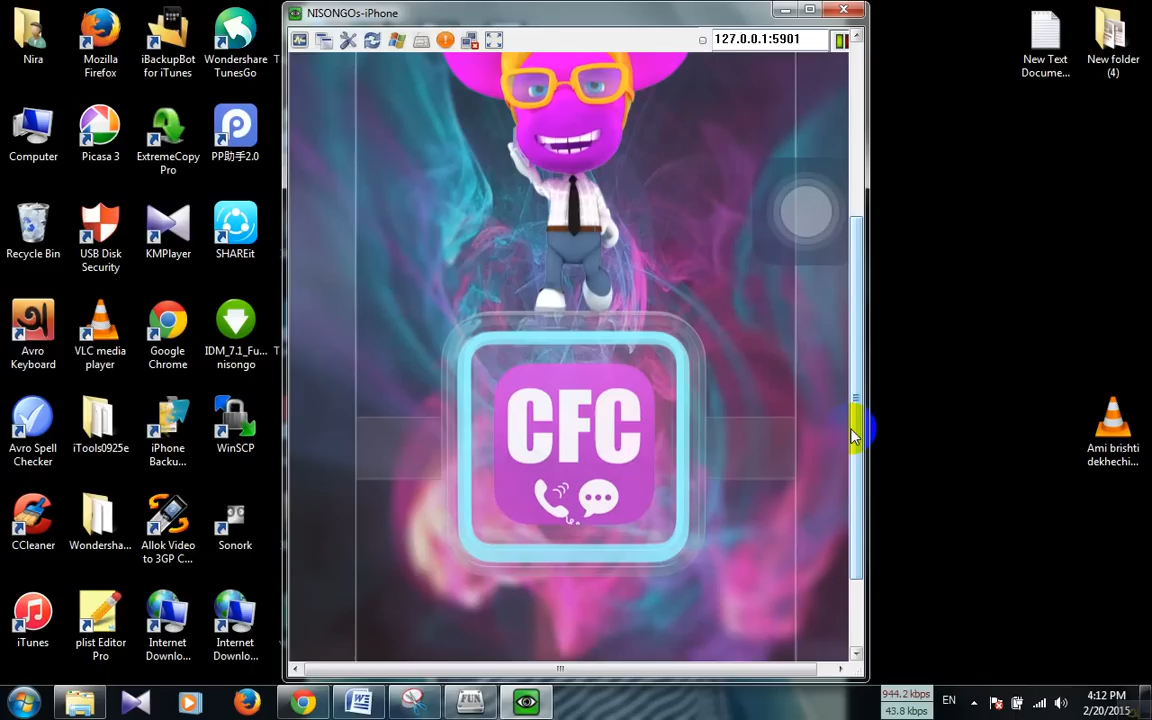 NISONGOs-iPhone
127.0.0.1:5901
Nira
Mozilla
Firefox
iBackupBot
for iTunes
Wondershare
TunesGo
T
Computer
Picasa 3
ExtremeCopy
Pro
PP助手2.0
Recycle Bin
USB Disk
Security
KMPlayer
SHAREit
Avro
Keyboard
VLC media
player
Google
Chrome
IDM_7.1_Fu...
nisongo
T
Avro Spell
Checker
iTools0925e
iPhone
Backu...
WinSCP
CCleaner
Wondersha...
Allok Video
to 3GP C...
Sonork
iTunes
plist Editor
Pro
Internet
Downlo...
Internet
Downlo...
CFC
New Text
Docume...
New folder
(4)
Ami brishti
dekhechi...
FUN
944.2 kbps
43.8 kbps
EN
4:12 PM
2/20/2015